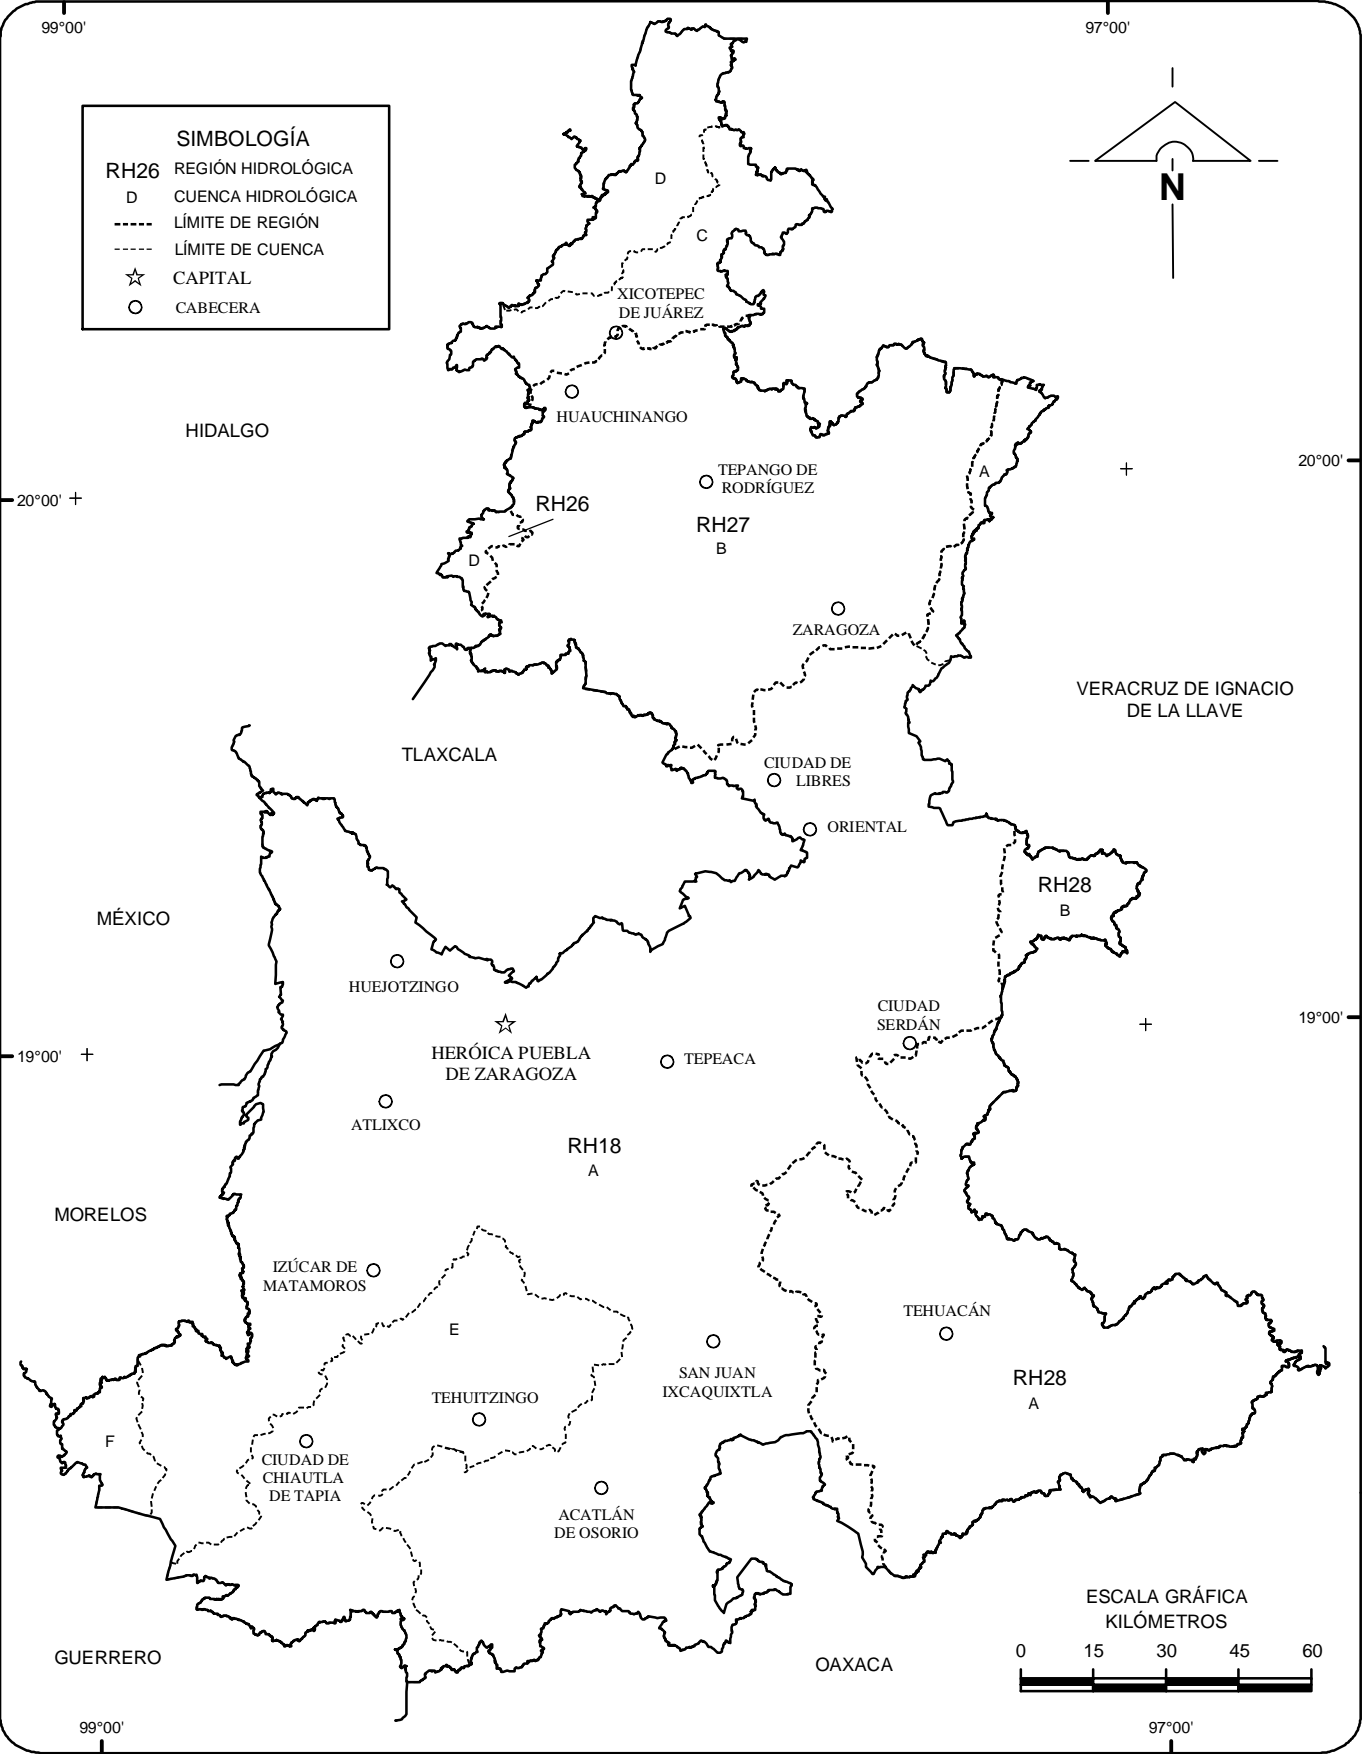 99°00'
97°00'
SIMBOLOGÍA
RH26 REGIÓN HIDROLÓGICA
D CUENCA HIDROLÓGICA
LÍMITE DE REGIÓN
LÍMITE DE CUENCA
CAPITAL
CABECERA
N
D
C
XICOTEPEC
DE JUÁREZ
HUAUCHINANGO
HIDALGO
TEPANGO DE
RODRÍGUEZ
A
20°00'
20°00'
RH26
RH27
B
D
ZARAGOZA
VERACRUZ DE IGNACIO
DE LA LLAVE
TLAXCALA
CIUDAD DE
LIBRES
ORIENTAL
RH28
B
MÉXICO
HUEJOTZINGO
CIUDAD
SERDÁN
19°00'
19°00'
HERÓICA PUEBLA
DE ZARAGOZA
TEPEACA
ATLIXCO
RH18
A
MORELOS
IZÚCAR DE
MATAMOROS
TEHUACÁN
E
SAN JUAN
IXCAQUIXTLA
RH28
A
TEHUITZINGO
F
CIUDAD DE
CHIAUTLA
DE TAPIA
ACATLÁN
DE OSORIO
ESCALA GRÁFICA
KILÓMETROS
0 15 30 45 60
GUERRERO
OAXACA
99°00'
97°00'